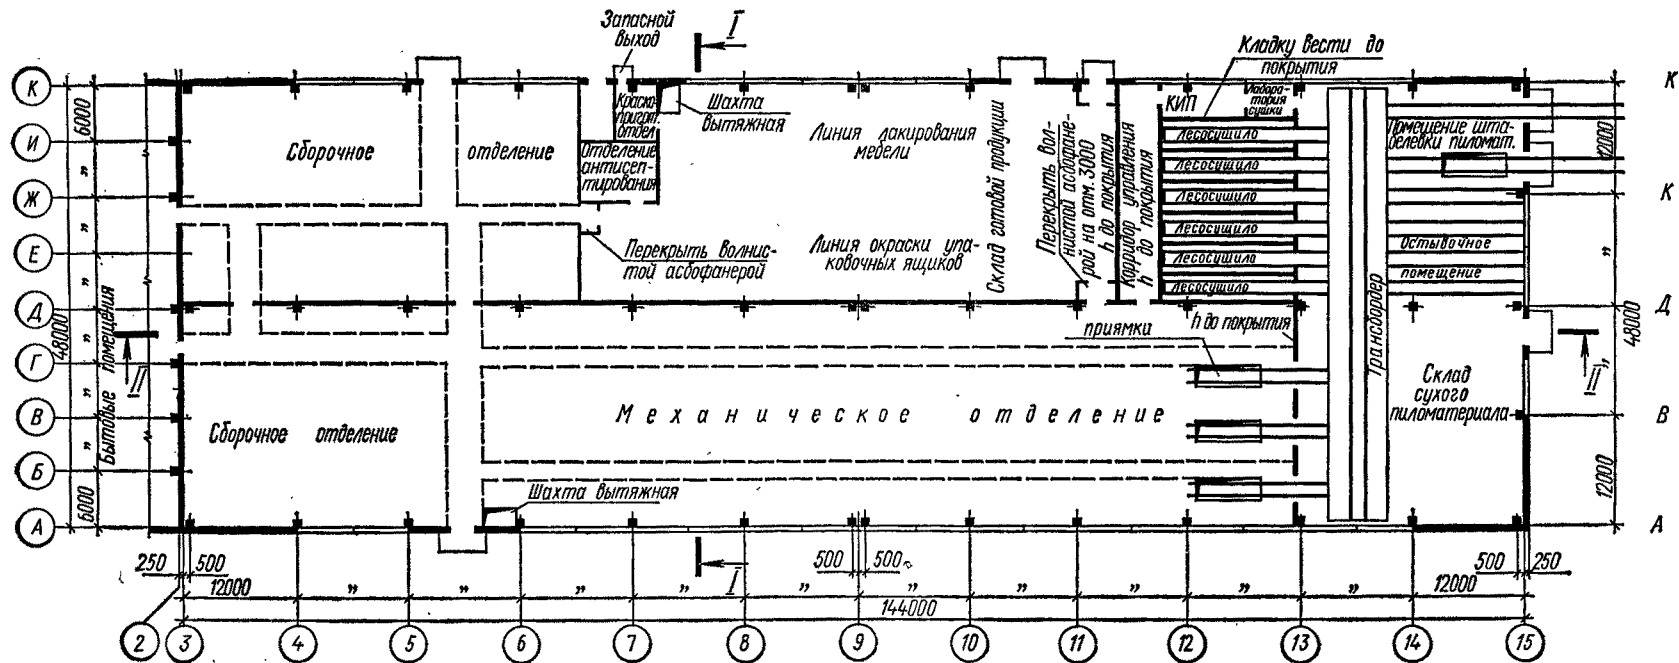 Запасной
выход
I
Кладку вести до
покрытия
К
К
6000
И
"
Ж
"
Е
"
Д
48000
"
Г
II
"
В
"
Б
6000
А
Бытовые помещения
Сборочное отделение
Краско-
пригот.
отдел
Шахта
вытяжная
Отделение
антисеп-
тирования
Перекрыть волнис-
той асбофанерой
Линия лакирования
мебели
Линия окраски упа-
ковочных ящиков
Склад готовой продукции
Перекрыть вол-
нистой асбофане-
рой на отм. 3000
h до покрытия
Корридор управления
h до покрытия
КИП
Лабора-
тория
сушки
Лесосушило
Лесосушило
Лесосушило
Лесосушило
Лесосушило
Лесосушило
Помещение шта-
белевки пиломат.
Остывочное
помещение
Трансбордер
12000
К
"
Д
48000
"
II
В
12000
А
приямка
h до покрытия
Склад
сухого
пиломатериала
Сборочное отделение
Механическое отделение
Шахта вытяжная
250
500
500
500
500
250
I
12000
"
"
"
"
"
"
"
"
"
"
12000
144000
2
3
4
5
6
7
8
9
10
11
12
13
14
15